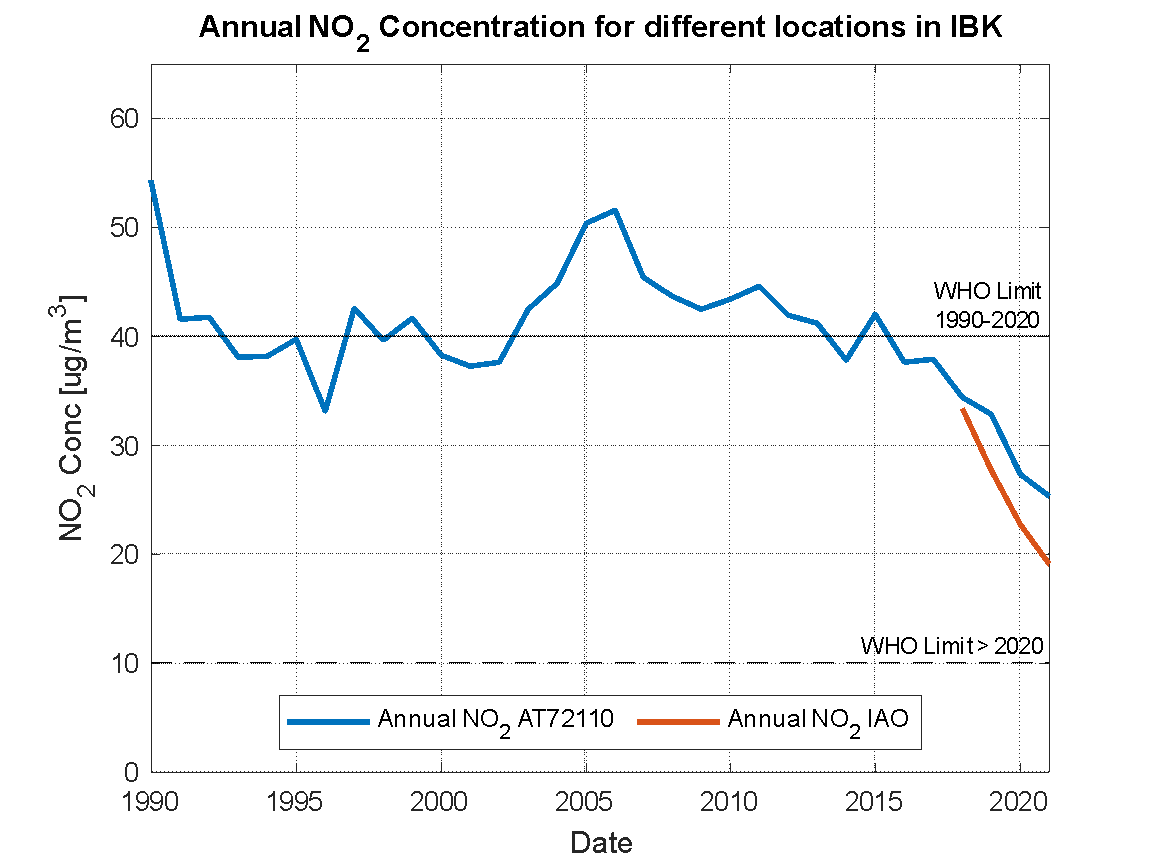 Annual NO2 Concentration for different locations in IBK
60
50
40
30
20
10
0
NO2 Conc [ug/m3]
WHO Limit
1990-2020
WHO Limit > 2020
Annual NO2 AT72110 Annual NO2 IAO
1990 1995 2000 2005 2010 2015 2020
Date